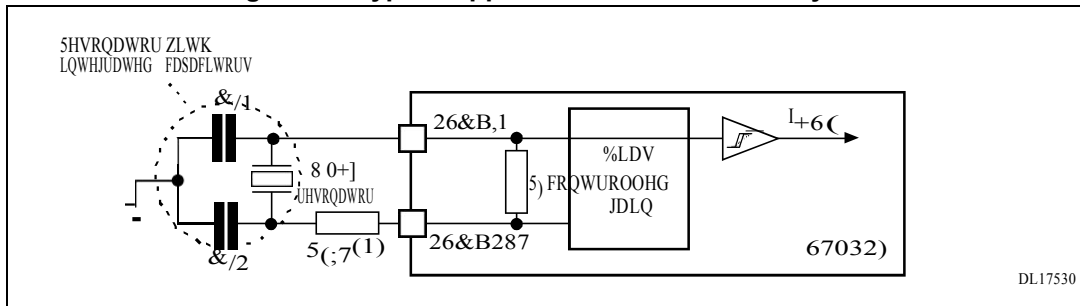 5HVRQDWRU ZLWK
LQWHJUDWHG FDSDFLWRUV
&/1
26&B,1
I+6(
8 0+]
UHVRQDWRU
5) FRQWUROOHG
%LDV
JDLQ
5(;7(1)
26&B287
&/2
67032)
DL17530